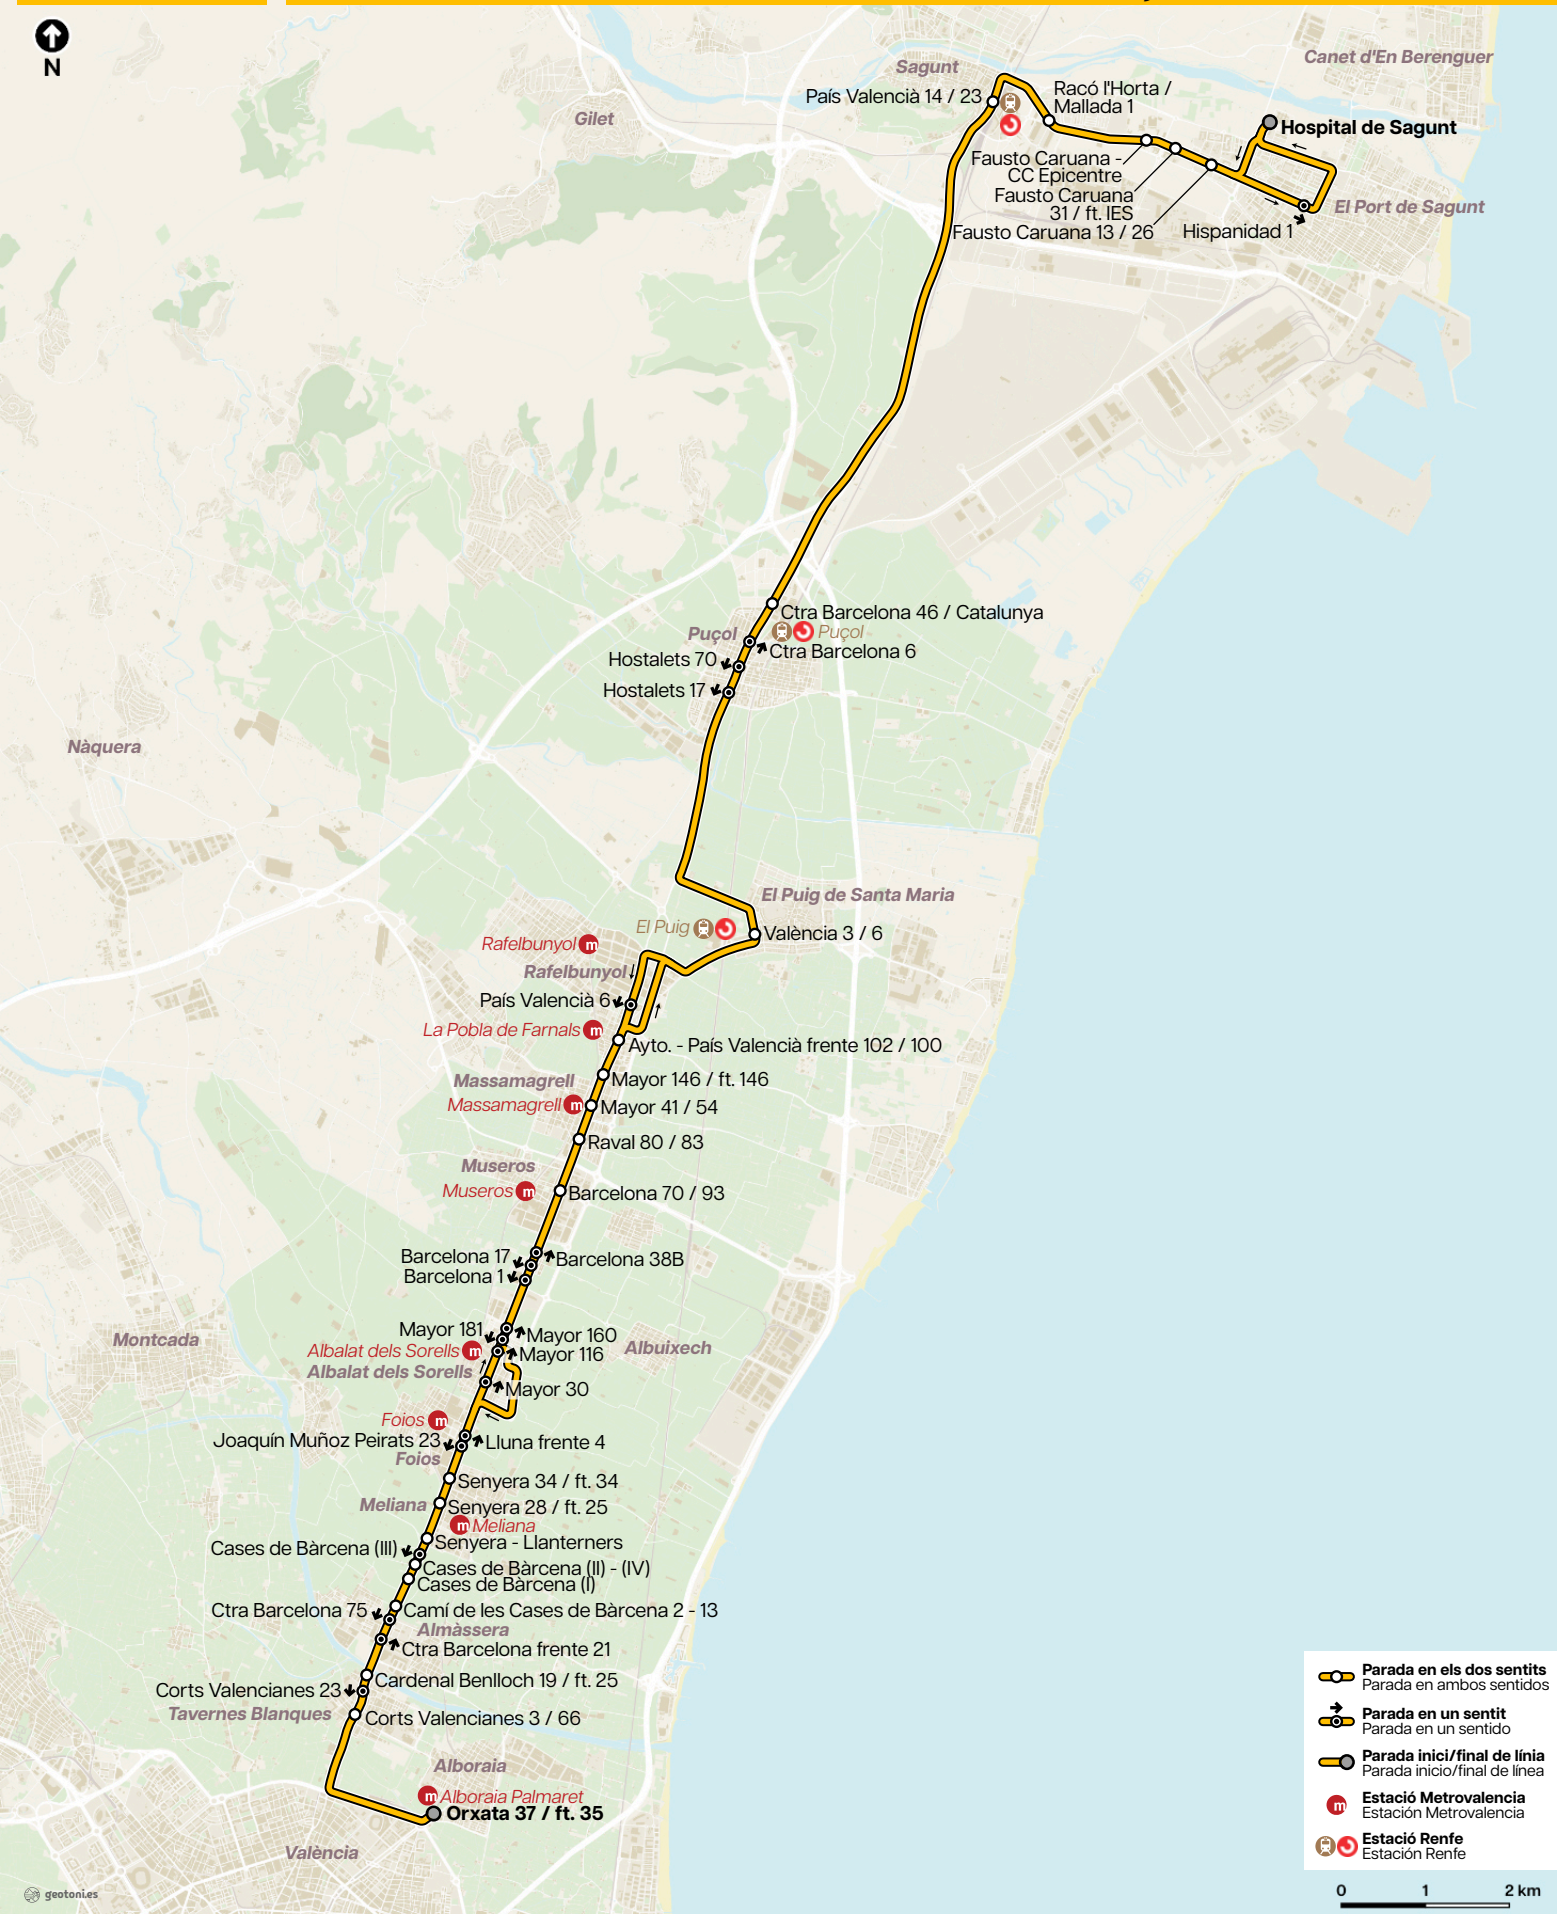 N
Sagunt
Canet d'En Berenguer
País Valencià 14 / 23
Racó l'Horta /
Mallada 1
Gilet
Hospital de Sagunt
Fausto Caruana -
CC Epicentre
Fausto Caruana
31 / ft. IES
Fausto Caruana 13 / 26
Hispanidad 1
El Port de Sagunt
Ctra Barcelona 46 / Catalunya
Puçol
Puçol
Ctra Barcelona 6
Hostalets 70
Hostalets 17
Nàquera
El Puig de Santa Maria
El Puig
València 3 / 6
Rafelbunyol m
Rafelbunyol
País Valencià 6
La Pobla de Farnals m
Ayto. - País Valencià frente 102 / 100
Massamagrell
Mayor 146 / ft. 146
Massamagrell m
Mayor 41 / 54
Raval 80 / 83
Museros
Museros m
Barcelona 70 / 93
Barcelona 17
Barcelona 38B
Barcelona 1
Mayor 181
Mayor 160
Montcada
Albalat dels Sorells m
Mayor 116
Albuixech
Albalat dels Sorells
Mayor 30
Foios m
Joaquín Muñoz Peirats 23
Lluna frente 4
Foios
Senyera 34 / ft. 34
Meliana
Senyera 28 / ft. 25
m Meliana
Senyera - Llanterners
Cases de Bàrcena (III)
Cases de Bàrcena (II) - (IV)
Cases de Bàrcena (I)
Ctra Barcelona 75
Camí de les Cases de Bàrcena 2 - 13
Almàssera
Ctra Barcelona frente 21
Cardenal Benlloch 19 / ft. 25
Corts Valencianes 23
Tavernes Blanques
Corts Valencianes 3 / 66
Alboraia
m Alboraia Palmaret
Orxata 37 / ft. 35
València
Parada en els dos sentits
Parada en ambos sentidos
Parada en un sentit
Parada en un sentido
Parada inici/final de línia
Parada inicio/final de línea
m
Estació Metrovalencia
Estación Metrovalencia
Estació Renfe
Estación Renfe
0 1 2 km
geotoni.es